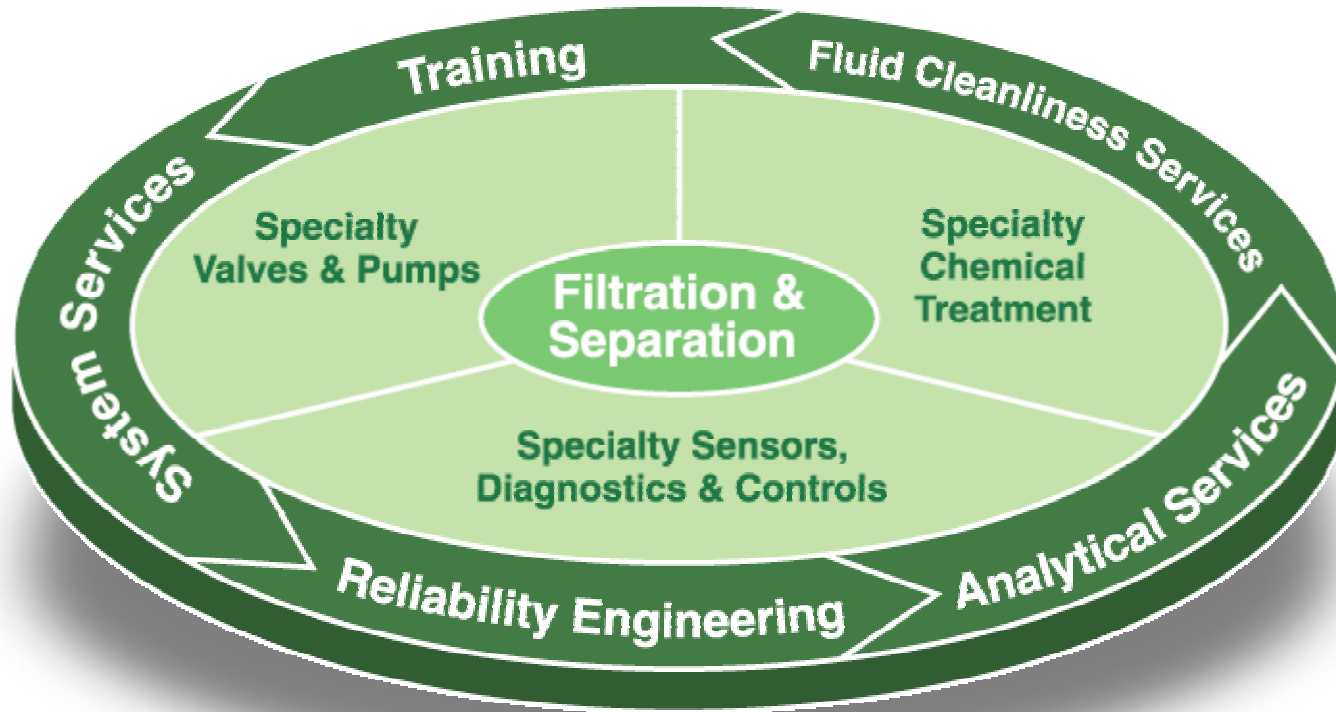 Training
Fluid Cleanliness Services
System Services
Specialty
Valves & Pumps
Specialty
Chemical
Treatment
Filtration &
Separation
Specialty Sensors,
Diagnostics & Controls
Analytical Services
Reliability Engineering